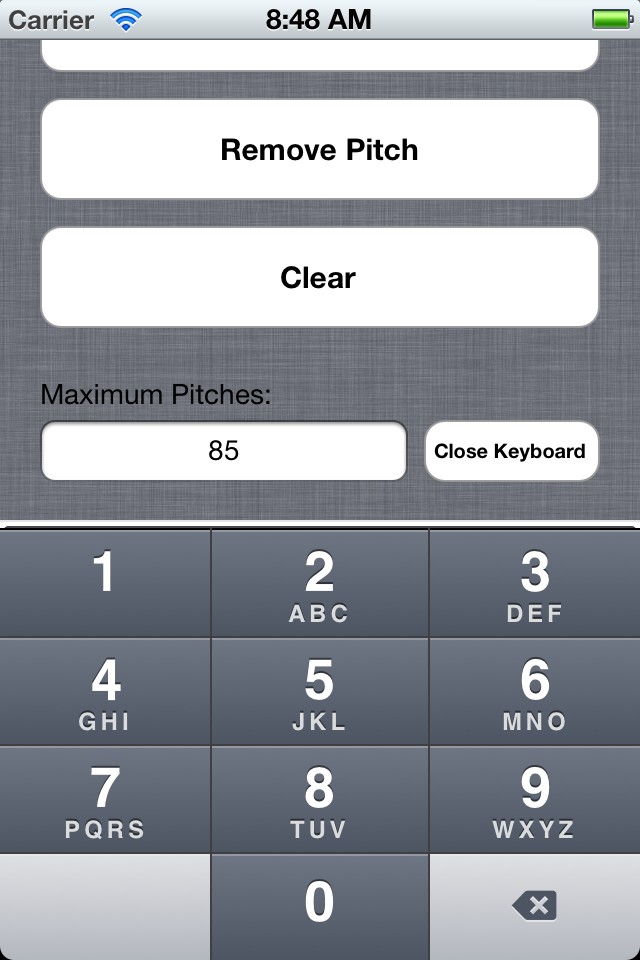 Carrier 8:48 AM
Remove Pitch
Clear
Maximum Pitches:
85 Close Keyboard
1 2 3
ABC DEF
4 5 6
GHI JKL MNO
7 8 9
PQRS TUV WXYZ
0